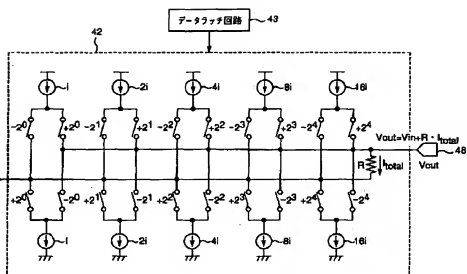 データラッチ回路
43
42
i
2i
4i
8i
16i
-2⁰
+2⁰
-2¹
+2¹
-2²
+2²
-2³
+2³
-2⁴
+2⁴
Vout=Vin+R・Itotal
48
Vout
R
Itotal
+2⁰
-2⁰
+2¹
-2¹
+2²
-2²
+2³
-2³
+2⁴
-2⁴
i
2i
4i
8i
16i